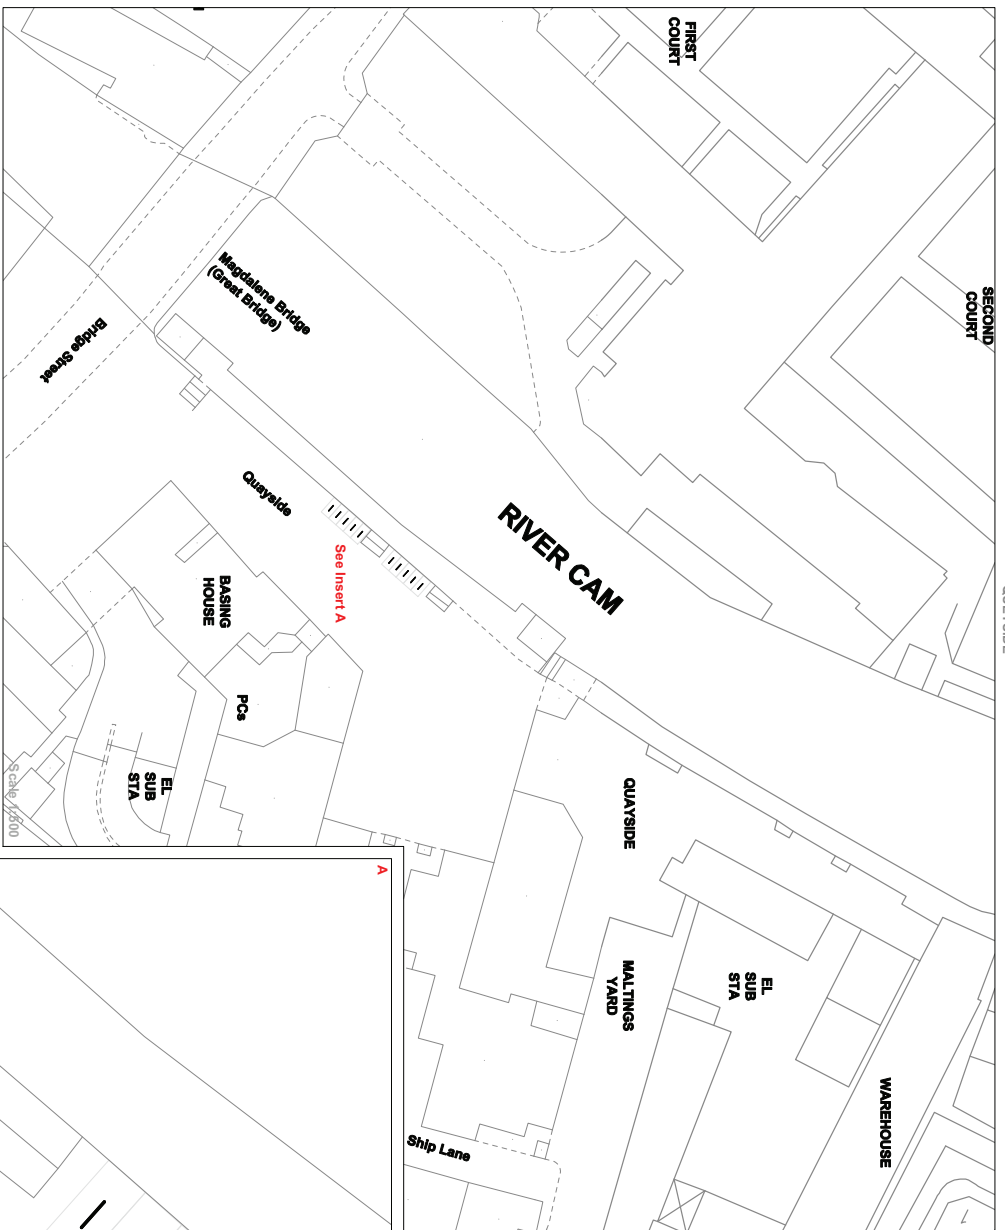 FIRST
COURT
SECOND
COURT
Magdalene Bridge
(Great Bridge)
Bridge Street
Quayside
See Insert A
RIVER CAM
BASING
HOUSE
PCs
EL
SUB
STA
QUAYSIDE
Scale 1:500
A
MALTINGS
YARD
EL
SUB
STA
WAREHOUSE
Ship Lane